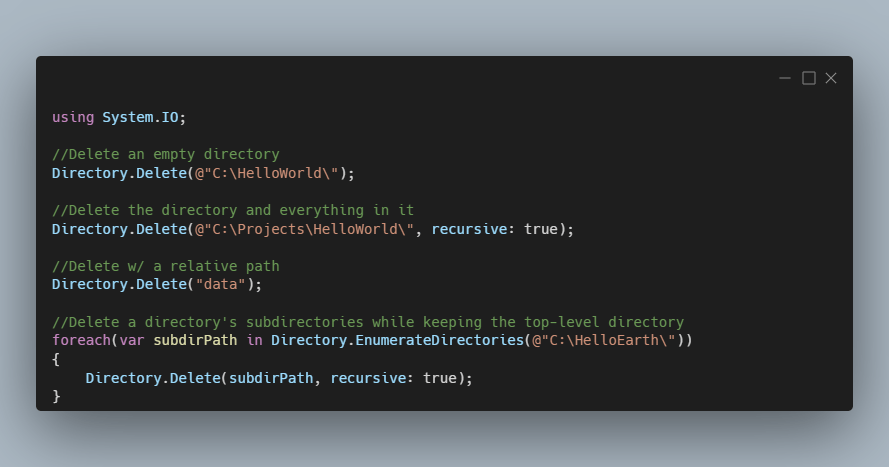 using System.IO;
//Delete an empty directory
Directory.Delete(@"C:\HelloWorld\");
//Delete the directory and everything in it
Directory.Delete(@"C:\Projects\HelloWorld\", recursive: true);
//Delete w/ a relative path
Directory.Delete("data");
//Delete a directory's subdirectories while keeping the top-level directory
foreach(var subdirPath in Directory.EnumerateDirectories(@"C:\HelloEarth\"))
{
    Directory.Delete(subdirPath, recursive: true);
}